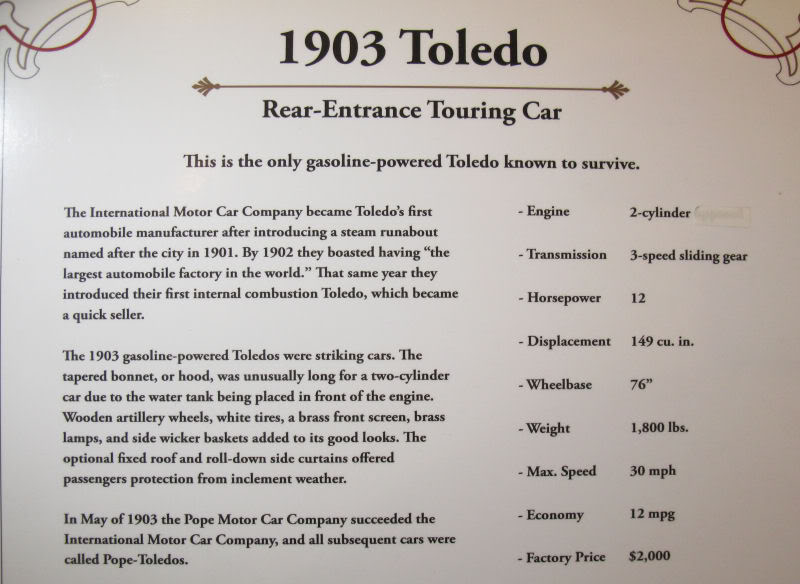 1903 Toledo
Rear-Entrance Touring Car
This is the only gasoline-powered Toledo known to survive.
The International Motor Car Company became Toledo's first
automobile manufacturer after introducing a steam runabout
named after the city in 1901. By 1902 they boasted having “the
largest automobile factory in the world.” That same year they
introduced their first internal combustion Toledo, which became
a quick seller.
The 1903 gasoline-powered Toledos were striking cars. The
tapered bonnet, or hood, was unusually long for a two-cylinder
car due to the water tank being placed in front of the engine.
Wooden artillery wheels, white tires, a brass front screen, brass
lamps, and side wicker baskets added to its good looks. The
optional fixed roof and roll-down side curtains offered
passengers protection from inclement weather.
In May of 1903 the Pope Motor Car Company succeeded the
International Motor Car Company, and all subsequent cars were
called Pope-Toledos.
- Engine 2-cylinder
- Transmission 3-speed sliding gear
- Horsepower 12
- Displacement 149 cu. in.
- Wheelbase 76”
- Weight 1,800 lbs.
- Max. Speed 30 mph
- Economy 12 mpg
- Factory Price $2,000